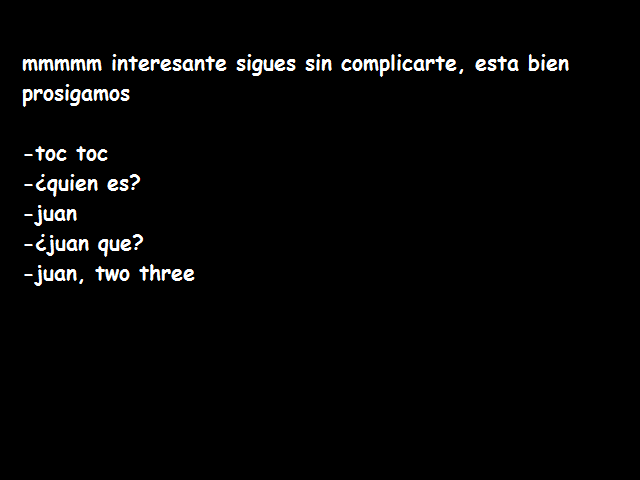 mmmmm interesante sigues sin complicarte, esta bien
prosigamos
-toc toc
-¿quien es?
-juan
-¿juan que?
-juan, two three